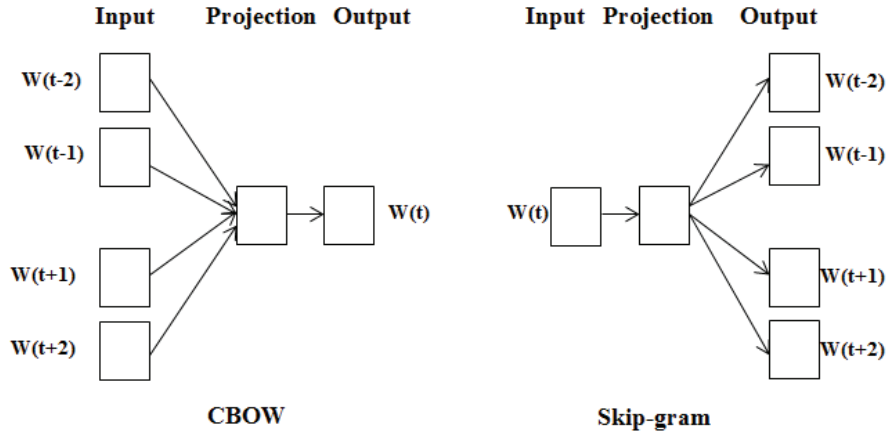 Input Projection Output
W(t-2)
W(t-1)
W(t)
W(t+1)
W(t+2)
CBOW
Input Projection Output
W(t-2)
W(t-1)
W(t)
W(t+1)
W(t+2)
Skip-gram